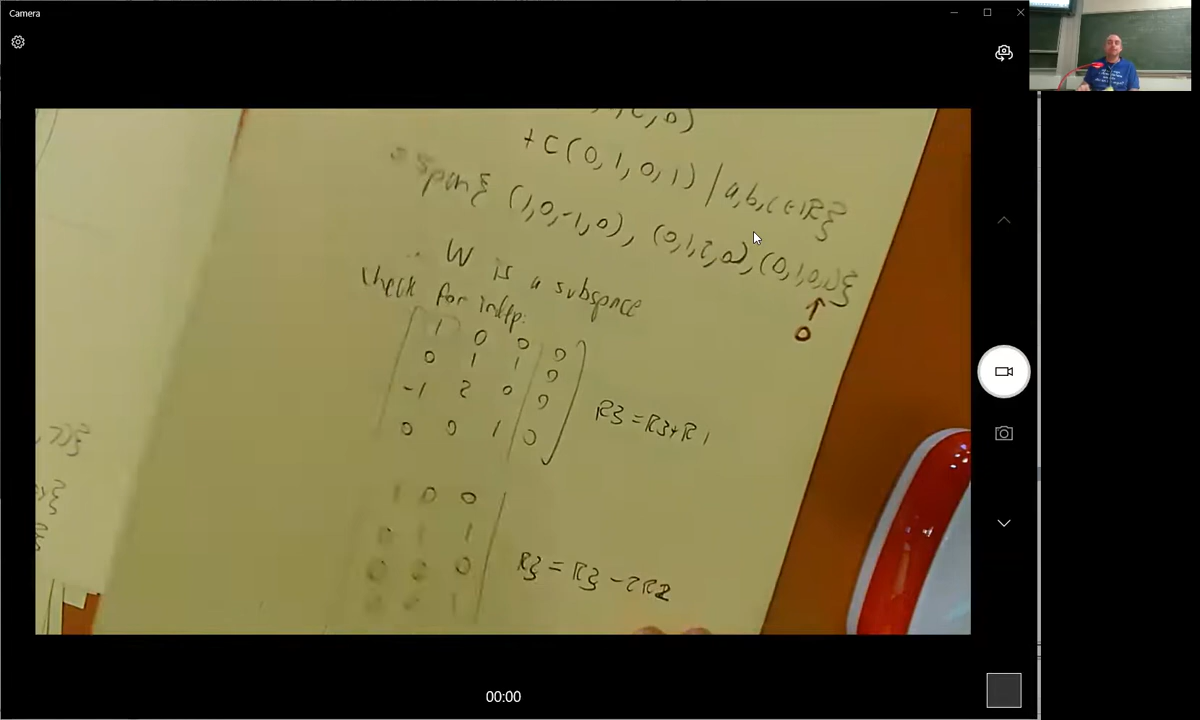 Camera
+ C(0,1,0,1) | a,b,c ∈ ℝ}
Span{ (1,0,-1,0), (0,1,2,0), (0,1,0,
0
∴ W is a subspace
Check for
1 0 0 0
0 1 1 0
-1 2 0 0
0 0 1 0
R3 = R3+R1
1 0 0
0 1 1
0 0 0
0 0 1
R3 = R3 - 2R2
00:00